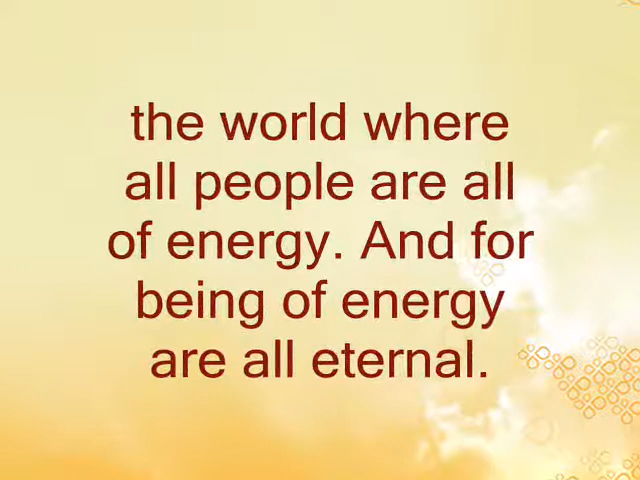 the world where
all people are all
of energy. And for
being of energy
are all eternal.